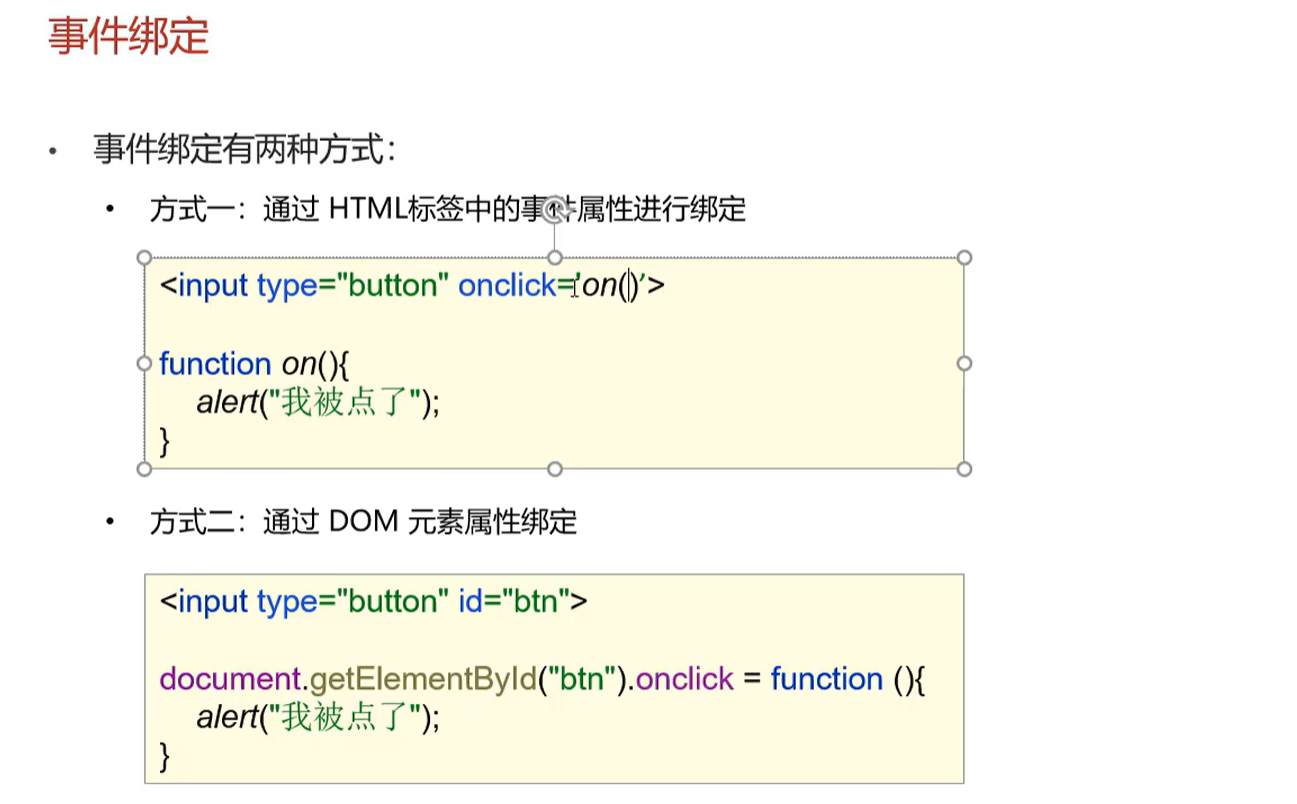 事件绑定
• 事件绑定有两种方式：
• 方式一：通过 HTML标签中的事件属性进行绑定
<input type="button" onclick='on()'>
function on(){
alert("我被点了");
}
• 方式二：通过 DOM 元素属性绑定
<input type="button" id="btn">
document.getElementById("btn").onclick = function (){
alert("我被点了");
}